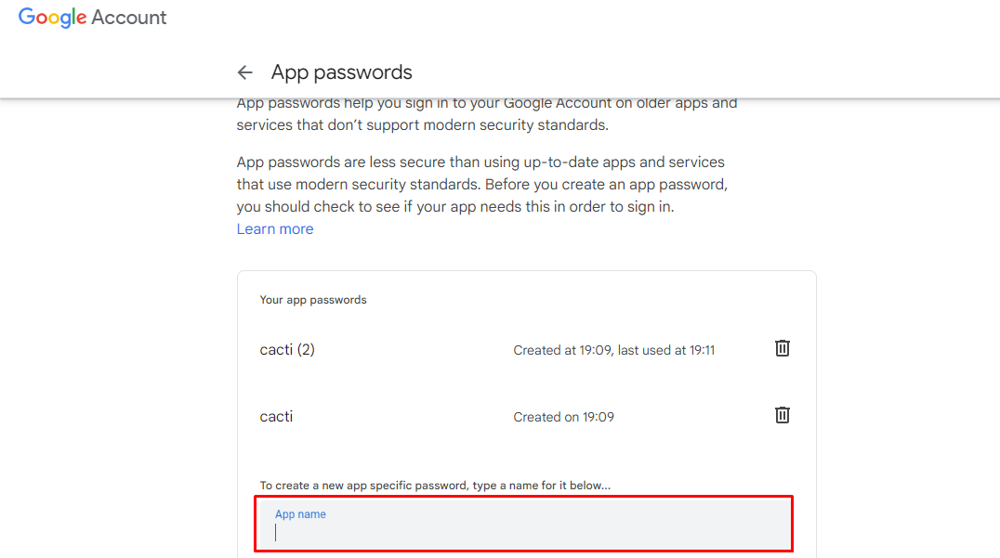 Google Account
App passwords
App passwords help you sign in to your Google Account on older apps and
services that don’t support modern security standards.
App passwords are less secure than using up-to-date apps and services
that use modern security standards. Before you create an app password,
you should check to see if your app needs this in order to sign in.
Learn more
Your app passwords
cacti (2) Created at 19:09, last used at 19:11
cacti Created on 19:09
To create a new app specific password, type a name for it below...
App name